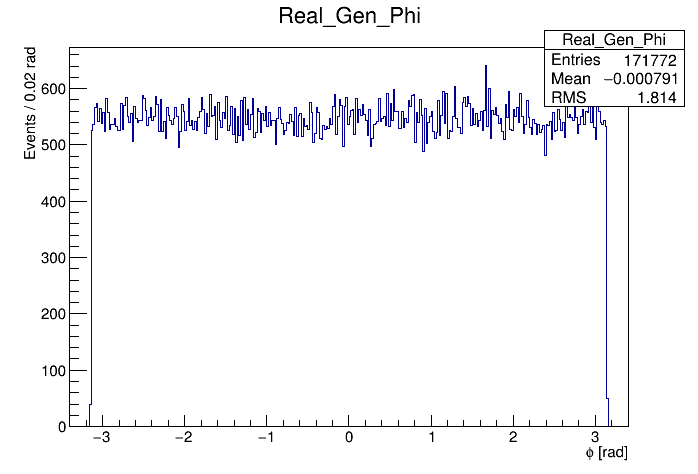 Real_Gen_Phi
Real_Gen_Phi
Entries 171772
Mean −0.000791
RMS 1.814
Events / 0.02 rad
600
500
400
300
200
100
0
−3 −2 −1 0 1 2 3
ϕ [rad]